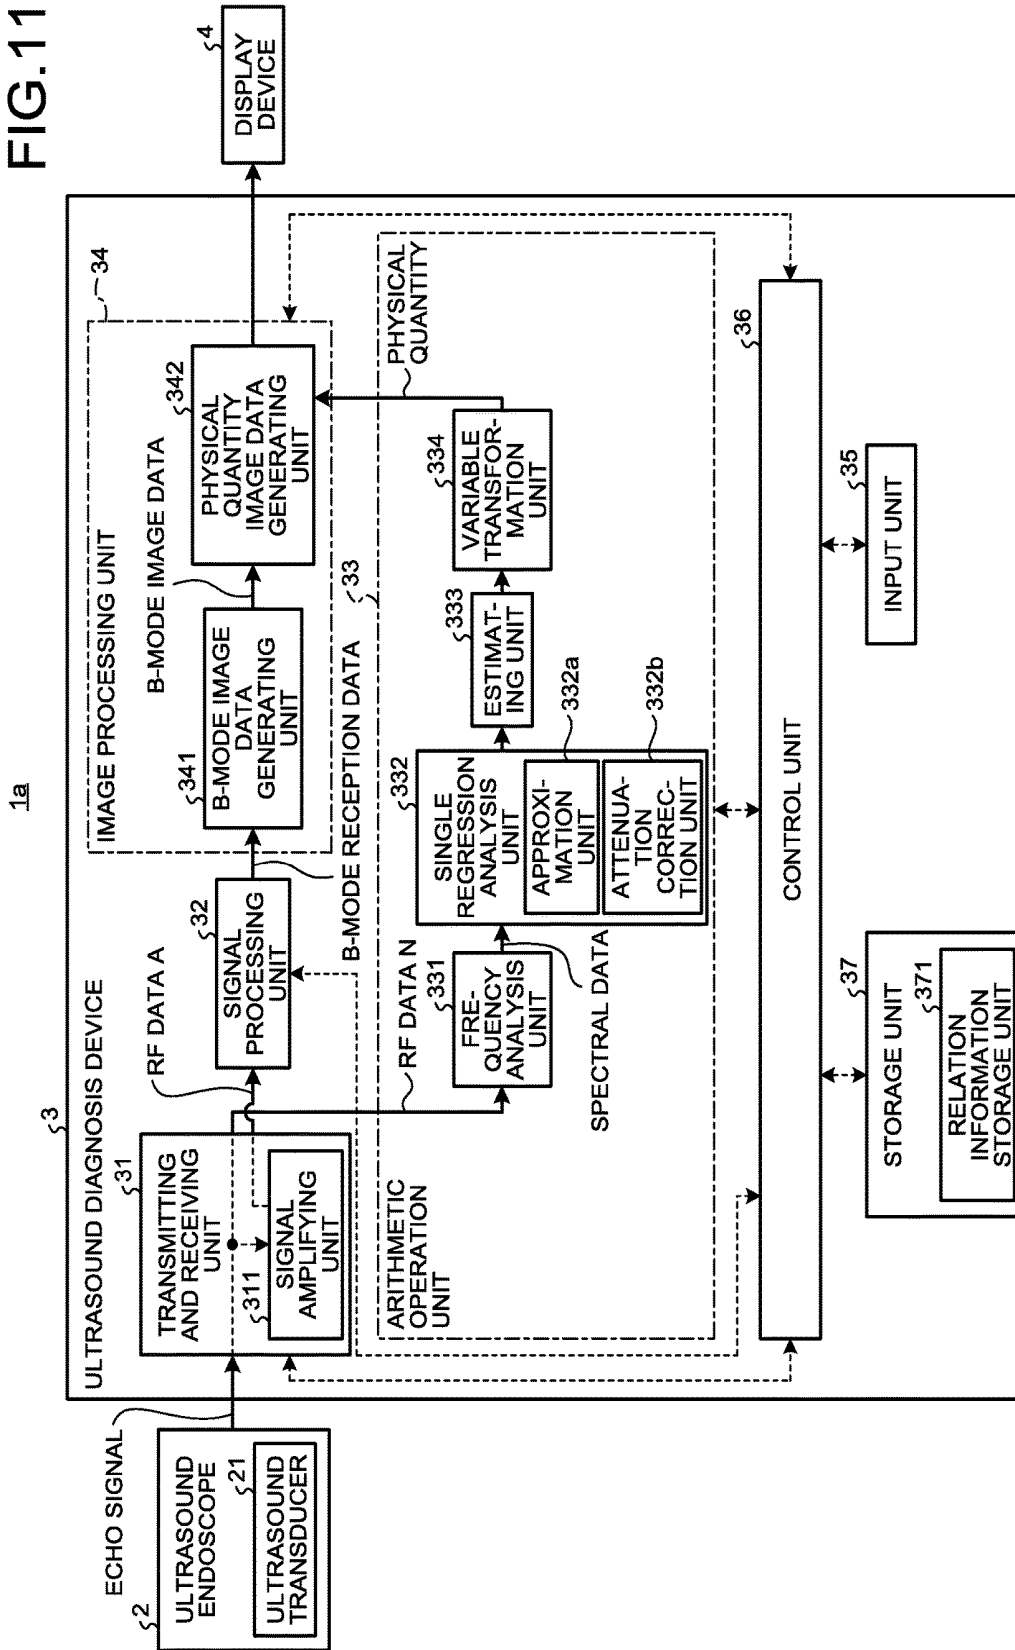 FIG.11
1a
ECHO SIGNAL
2
ULTRASOUND
ENDOSCOPE
21
ULTRASOUND
TRANSDUCER
3
ULTRASOUND DIAGNOSIS DEVICE
31
TRANSMITTING
AND RECEIVING
UNIT
311
SIGNAL
AMPLIFYING
UNIT
RF DATA A
32
SIGNAL
PROCESSING
UNIT
B-MODE RECEPTION DATA
IMAGE PROCESSING UNIT
34
341
B-MODE IMAGE
DATA
GENERATING
UNIT
B-MODE IMAGE DATA
342
PHYSICAL
QUANTITY
IMAGE DATA
GENERATING
UNIT
4
DISPLAY
DEVICE
ARITHMETIC
OPERATION
UNIT
33
RF DATA N
331
FRE-
QUENCY
ANALYSIS
UNIT
SPECTRAL DATA
332
SINGLE
REGRESSION
ANALYSIS
UNIT
332a
APPROXI-
MATION
UNIT
332b
ATTENUA-
TION
CORREC-
TION UNIT
333
ESTIMAT-
ING UNIT
334
VARIABLE
TRANSFOR-
MATION
UNIT
PHYSICAL
QUANTITY
36
CONTROL UNIT
37
STORAGE UNIT
371
RELATION
INFORMATION
STORAGE UNIT
35
INPUT UNIT